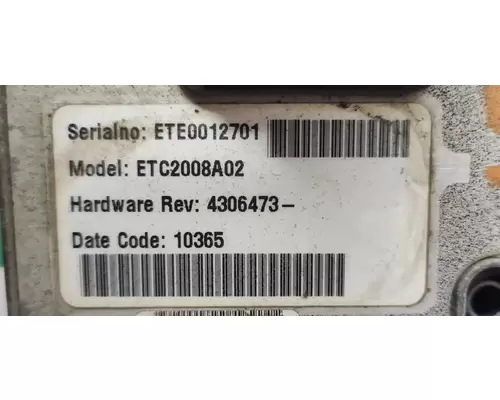 Serialno: ETE0012701
Model: ETC2008A02
Hardware Rev: 4306473-
Date Code: 10365